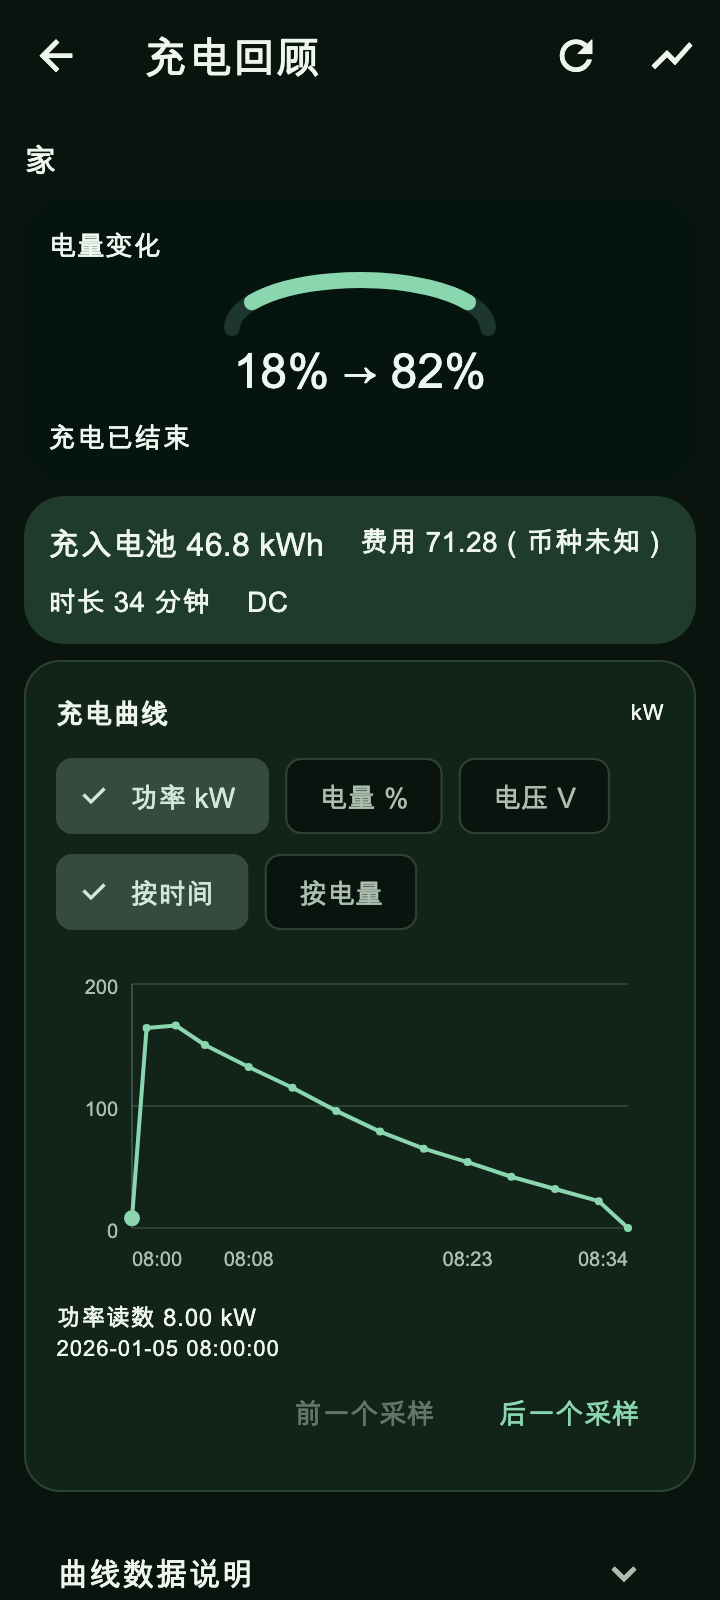 充电回顾
家
电量变化
18% → 82%
充电已结束
充入电池 46.8 kWh 费用 71.28 ( 币种未知 )
时长 34 分钟 DC
充电曲线 kW
功率 kW 电量 % 电压 V
按时间 按电量
200
100
0
08:00 08:08 08:23 08:34
功率读数 8.00 kW
2026-01-05 08:00:00
前一个采样 后一个采样
曲线数据说明